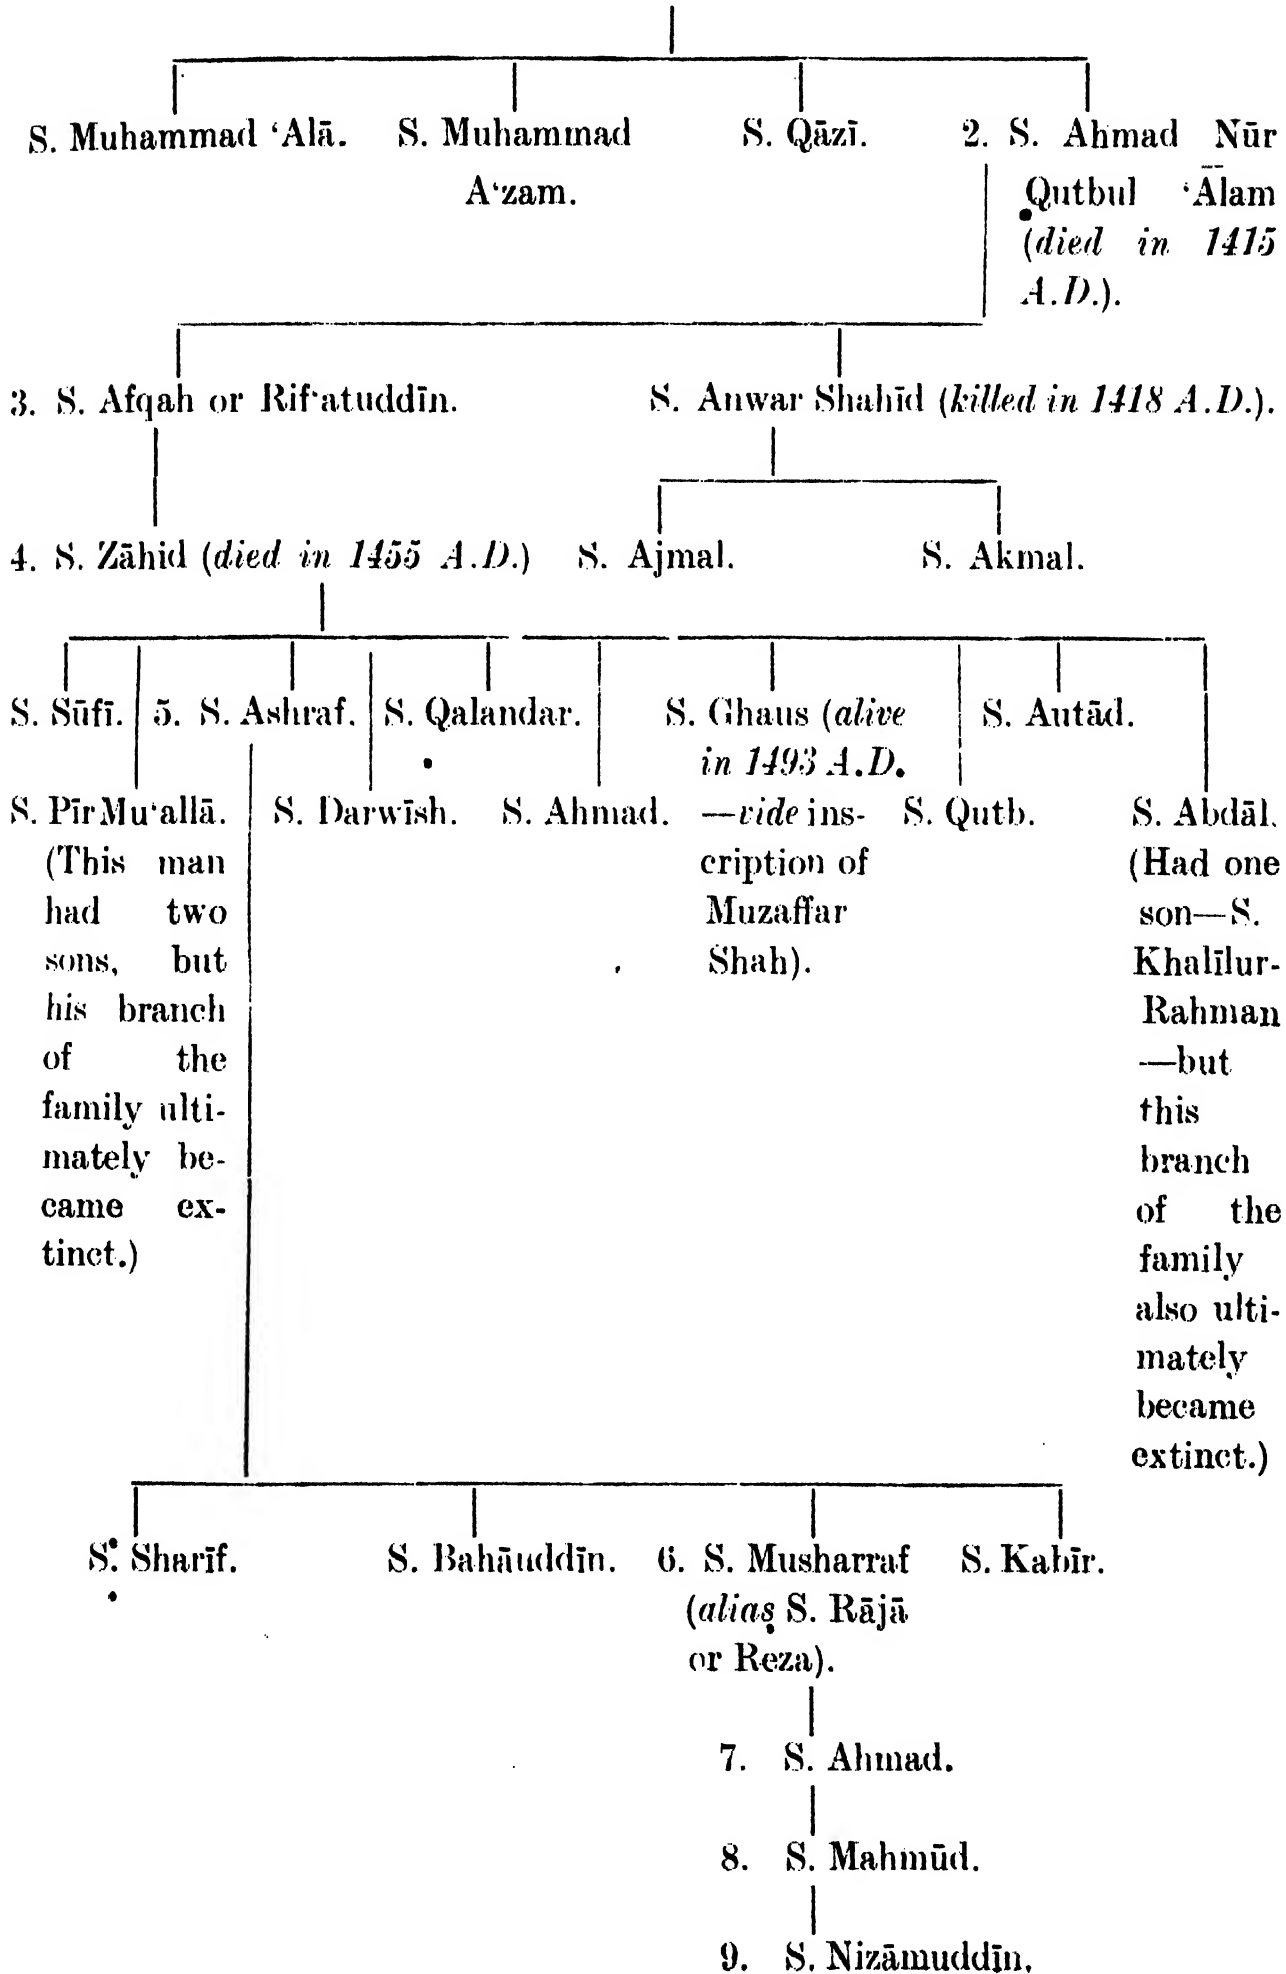 S. Muhammad ‘Alā. S. Muhammad S. Qāzī. 2. S. Ahmad Nūr
A‘zam. Qutbul ‘Ālam
(died in 1415
A.D.).
3. S. Afqah or Rif‘atuddīn. S. Anwar Shahīd (killed in 1418 A.D.).
4. S. Zāhid (died in 1455 A.D.) S. Ajmal. S. Akmal.
S. Sūfī. 5. S. Ashraf. S. Qalandar. S. Ghaus (alive S. Autād.
in 1493 A.D.
S. Pīr Mu‘allā. S. Darwīsh. S. Ahmad. —vide ins- S. Qutb. S. Abdāl.
(This man cription of (Had one
had two Muzaffar son—S.
sons, but Shah). Khalīlur-
his branch Rahman
of the —but
family ulti- this
mately be- branch
came ex- of the
tinct.) family
also ulti-
mately
became
extinct.)
S. Sharīf. S. Bahāuddīn. 6. S. Musharraf S. Kabīr.
(alias S. Rājā
or Reza).
7. S. Ahmad.
8. S. Mahmūd.
9. S. Nizāmuddīn.